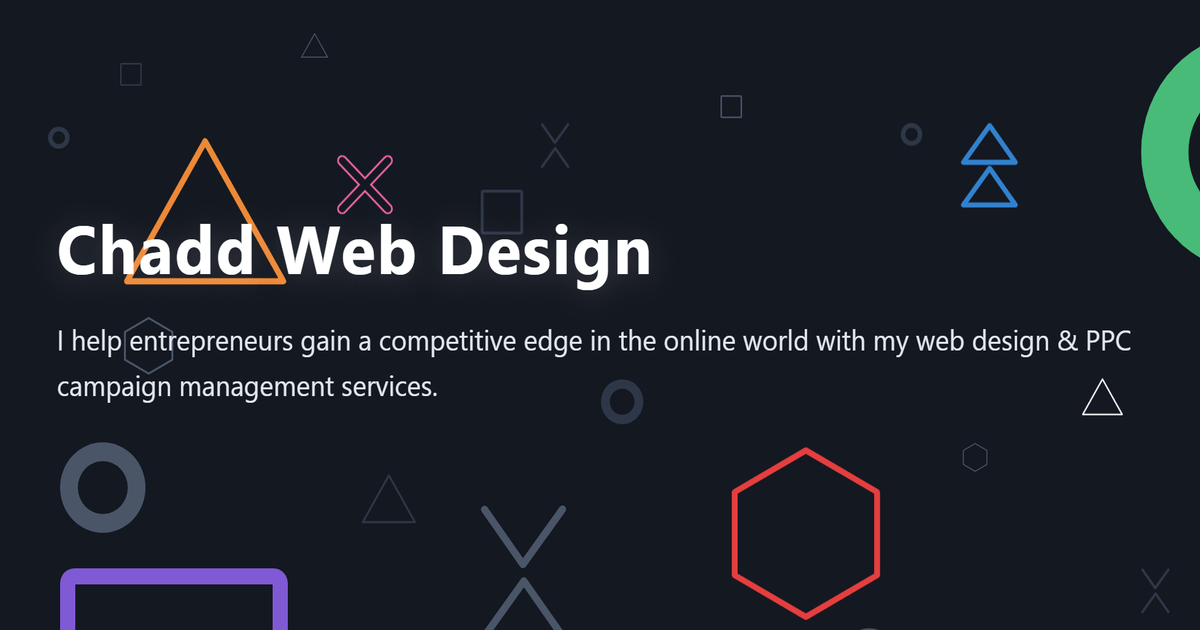 Chadd Web Design
I help entrepreneurs gain a competitive edge in the online world with my web design & PPC
campaign management services.